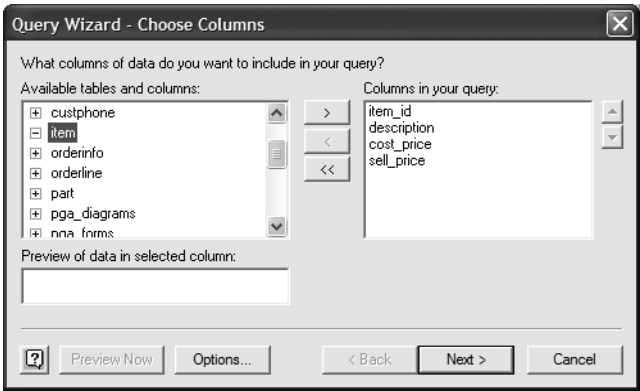 Query Wizard - Choose Columns
What columns of data do you want to include in your query?
Available tables and columns:
custphone
item
orderinfo
orderline
part
pga_diagrams
pga_forms
>
<
<<
Columns in your query:
item_id
description
cost_price
sell_price
Preview of data in selected column:
Preview Now
Options...
< Back
Next >
Cancel